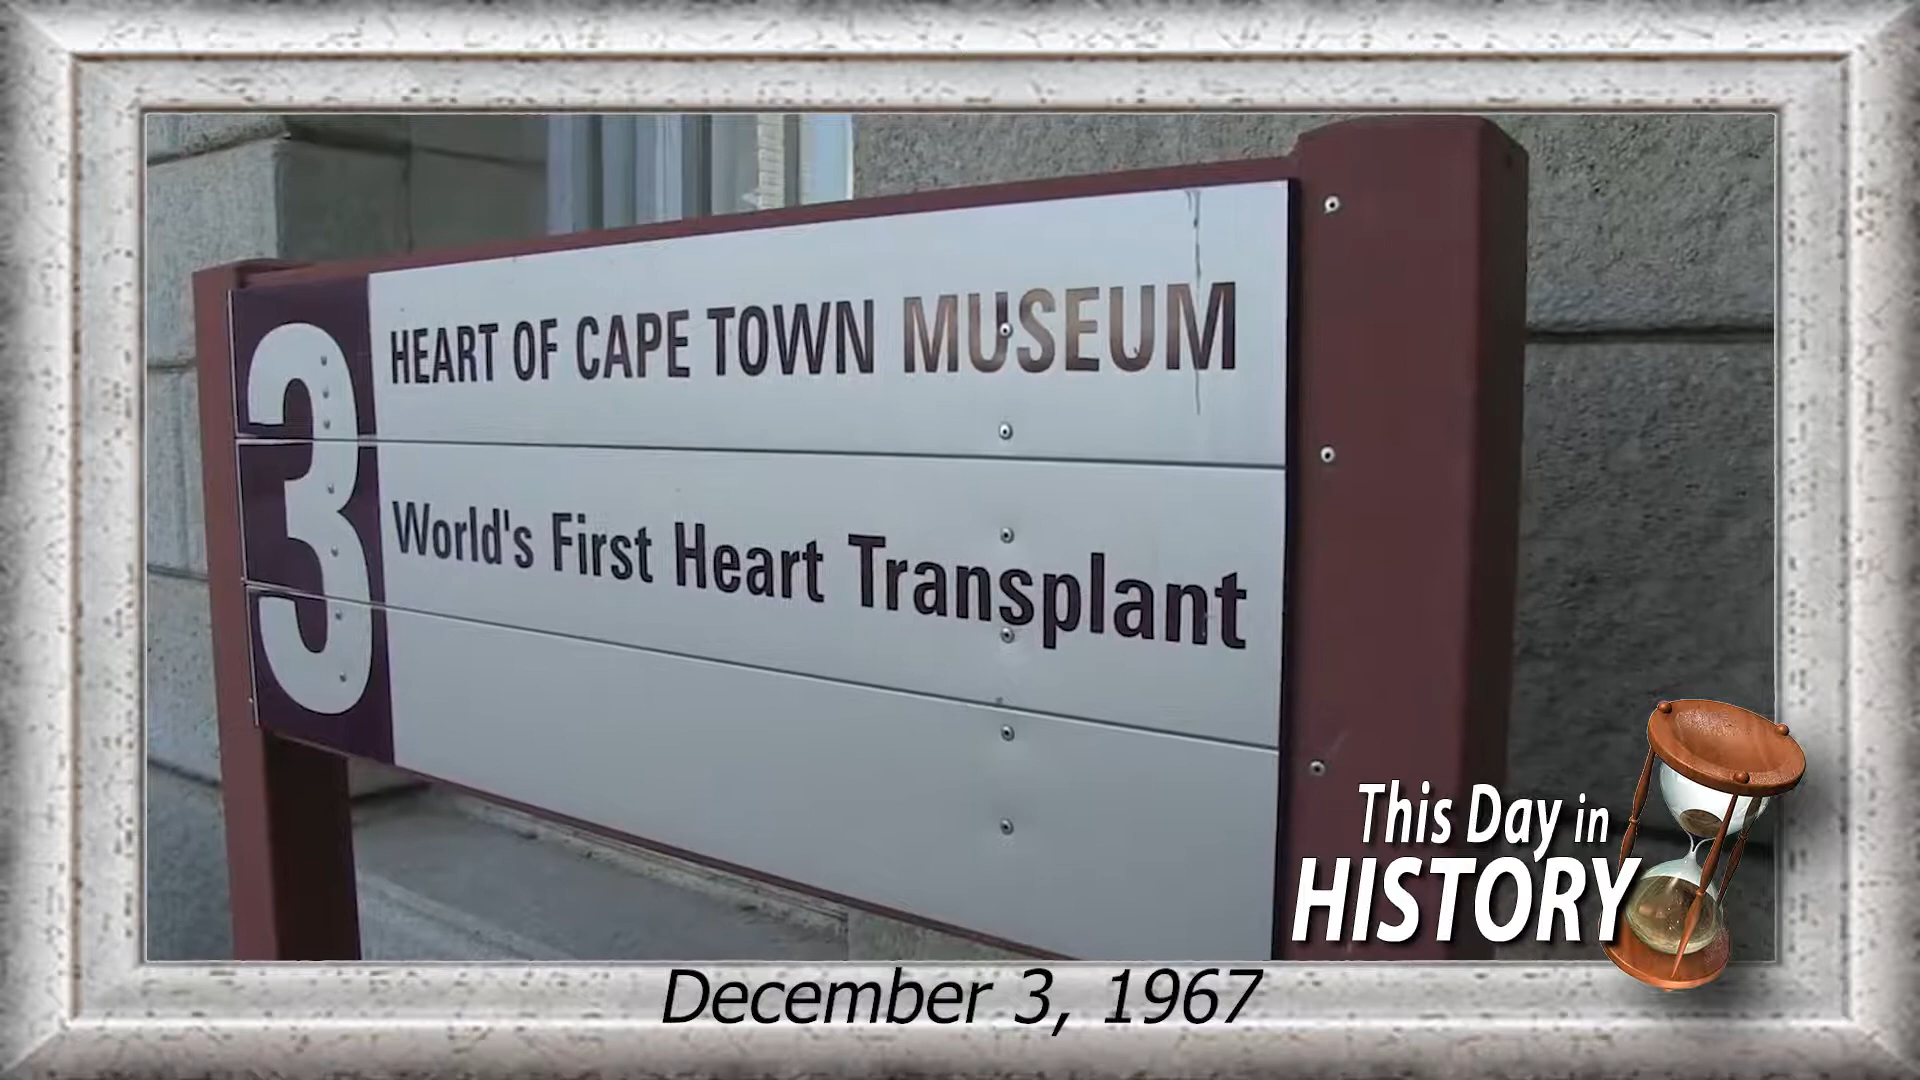 3
HEART OF CAPE TOWN MUSEUM
World's First Heart Transplant
This Day in
HISTORY
December 3, 1967